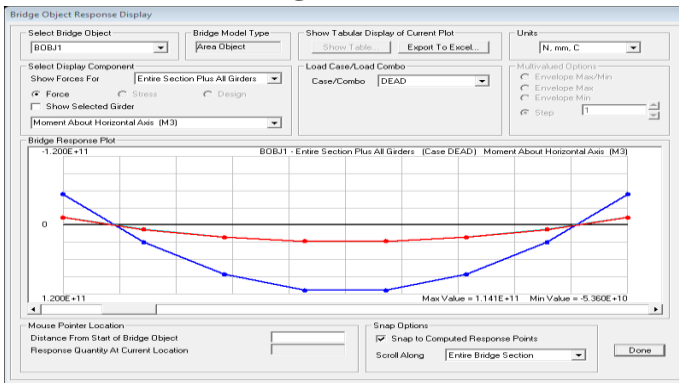 Bridge Object Response Display
Select Bridge Object
BOBJ1
Bridge Model Type
Area Object
Show Tabular Display of Current Plot
Show Table...
Export To Excel...
Units
N, mm, C
Select Display Component
Show Forces For
Entire Section Plus All Girders
Force
Stress
Design
Show Selected Girder
Moment About Horizontal Axis (M3)
Load Case/Load Combo
Case/Combo
DEAD
Multivalued Options
Envelope Max/Min
Envelope Max
Envelope Min
Step
1
Bridge Response Plot
-1.200E+11
BOBJ1 - Entire Section Plus All Girders (Case DEAD) Moment About Horizontal Axis (M3)
0
1.200E+11
Max Value = 1.141E+11 Min Value = -5.360E+10
Mouse Pointer Location
Distance From Start of Bridge Object
Response Quantity At Current Location
Snap Options
Snap to Computed Response Points
Scroll Along
Entire Bridge Section
Done